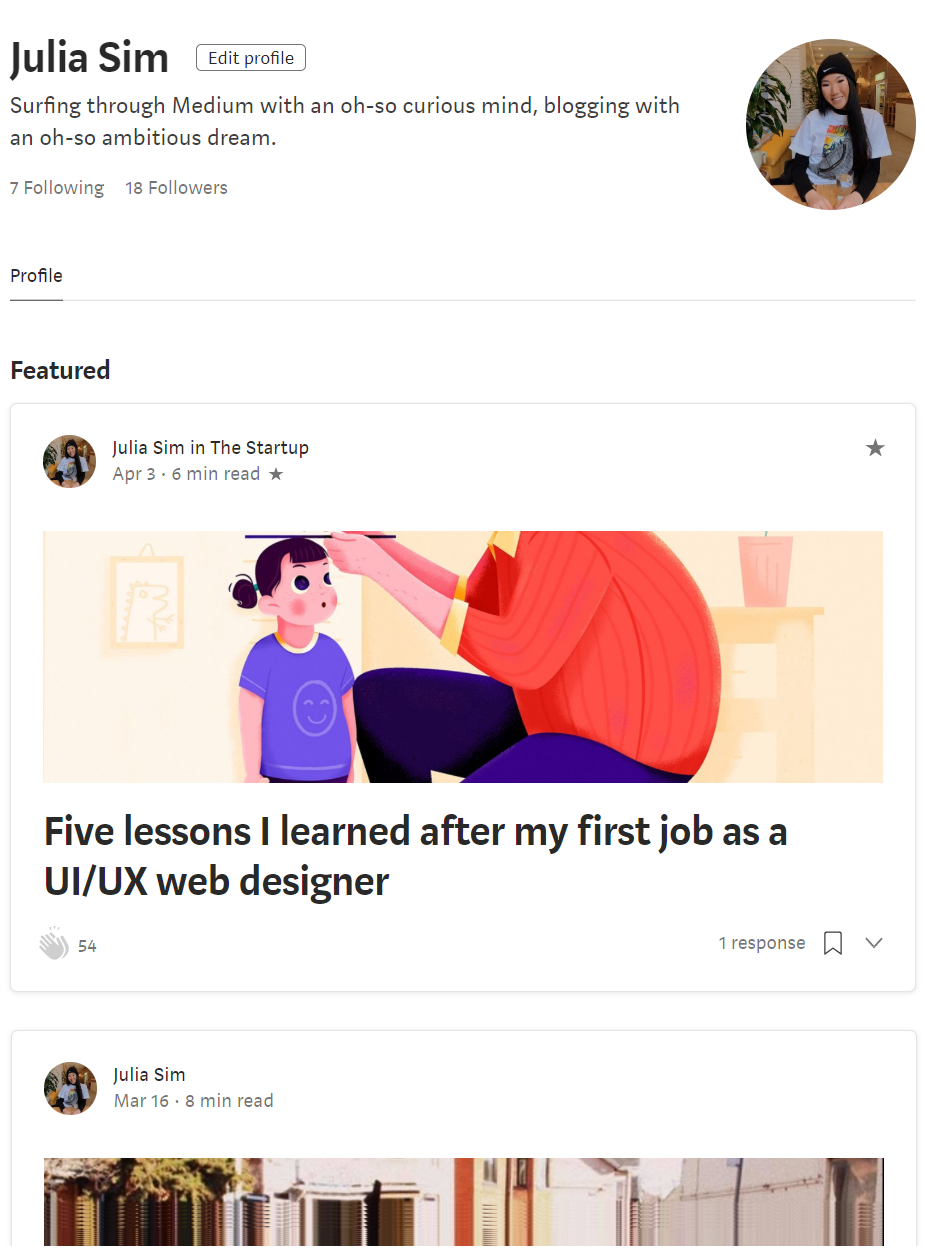 Julia Sim Edit profile
Surfing through Medium with an oh-so curious mind, blogging with
an oh-so ambitious dream.
7 Following 18 Followers
Profile
Featured
Julia Sim in The Startup
Apr 3 · 6 min read ★
Five lessons I learned after my first job as a
UI/UX web designer
54 1 response
Julia Sim
Mar 16 · 8 min read